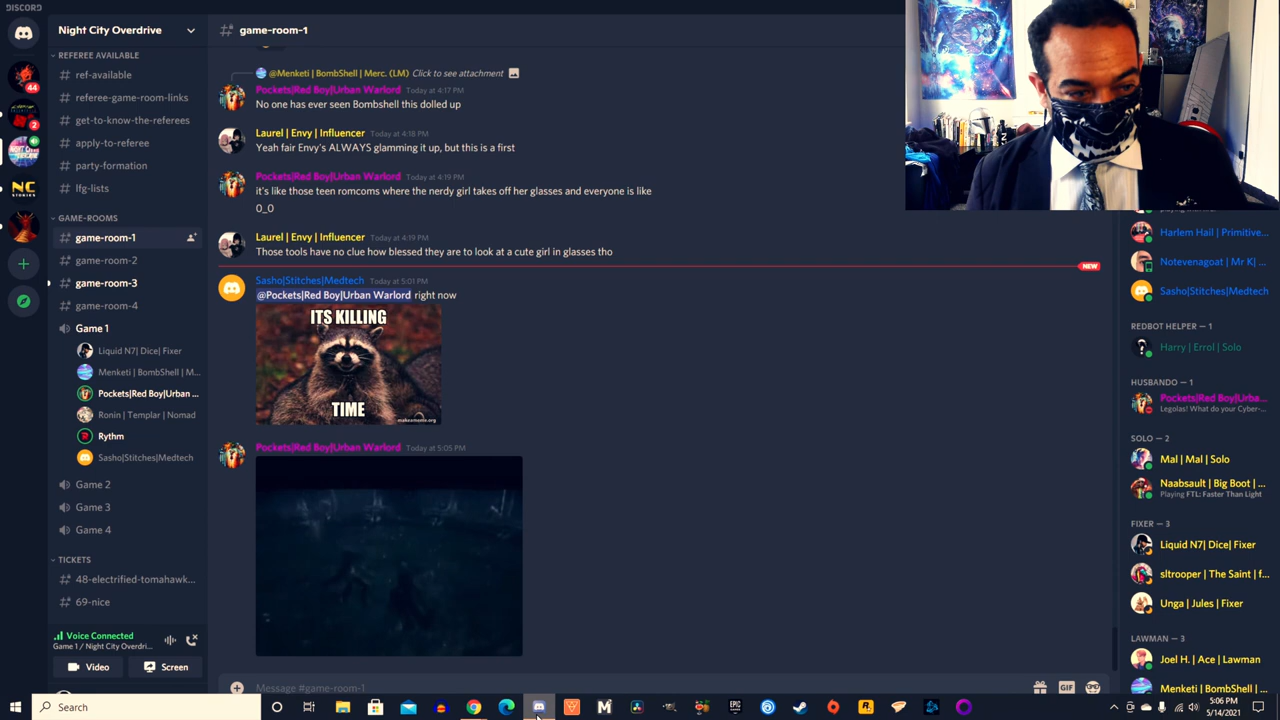 DISCORD
Night City Overdrive
game-room-1
REFEREE AVAILABLE
ref-available
referee-game-room-links
get-to-know-the-referees
apply-to-referee
party-formation
lfg-lists
GAME-ROOMS
game-room-1
game-room-2
game-room-3
game-room-4
Game 1
Liquid N7| Dice| Fixer
Menketi | BombShell | M...
Pockets|Red Boy|Urban ...
Ronin | Templar | Nomad
Rythm
Sasho|Stitches|Medtech
Game 2
Game 3
Game 4
TICKETS
48-electrified-tomahawk...
69-nice
Voice Connected
Game 1 / Night City Overdri...
Video
Screen
44
2
NC
@Menketi | BombShell | Merc. (LM) Click to see attachment
Pockets|Red Boy|Urban Warlord Today at 4:17 PM
No one has ever seen Bombshell this dolled up
Laurel | Envy | Influencer Today at 4:18 PM
Yeah fair Envy's ALWAYS glamming it up, but this is a first
Pockets|Red Boy|Urban Warlord Today at 4:19 PM
it's like those teen romcoms where the nerdy girl takes off her glasses and everyone is like
0_0
Laurel | Envy | Influencer Today at 4:19 PM
Those tools have no clue how blessed they are to look at a cute girl in glasses tho
NEW
Sasho|Stitches|Medtech Today at 5:01 PM
@Pockets|Red Boy|Urban Warlord right now
ITS KILLING
TIME
makeameme.org
Pockets|Red Boy|Urban Warlord Today at 5:05 PM
Message #game-room-1
GIF
Harlem Hail | Primitive...
Notevenagoat | Mr K| ...
Sasho|Stitches|Medtech
REDBOT HELPER — 1
Harry | Errol | Solo
HUSBANDO — 1
Pockets|Red Boy|Urba...
Legolas! What do your Cyber-...
SOLO — 2
Mal | Mal | Solo
Naabsault | Big Boot | ...
Playing FTL: Faster Than Light
FIXER — 3
Liquid N7| Dice| Fixer
sltrooper | The Saint | f...
Unga | Jules | Fixer
LAWMAN — 3
Joel H. | Ace | Lawman
Menketi | BombShell | ...
Search
5:06 PM
5/14/2021